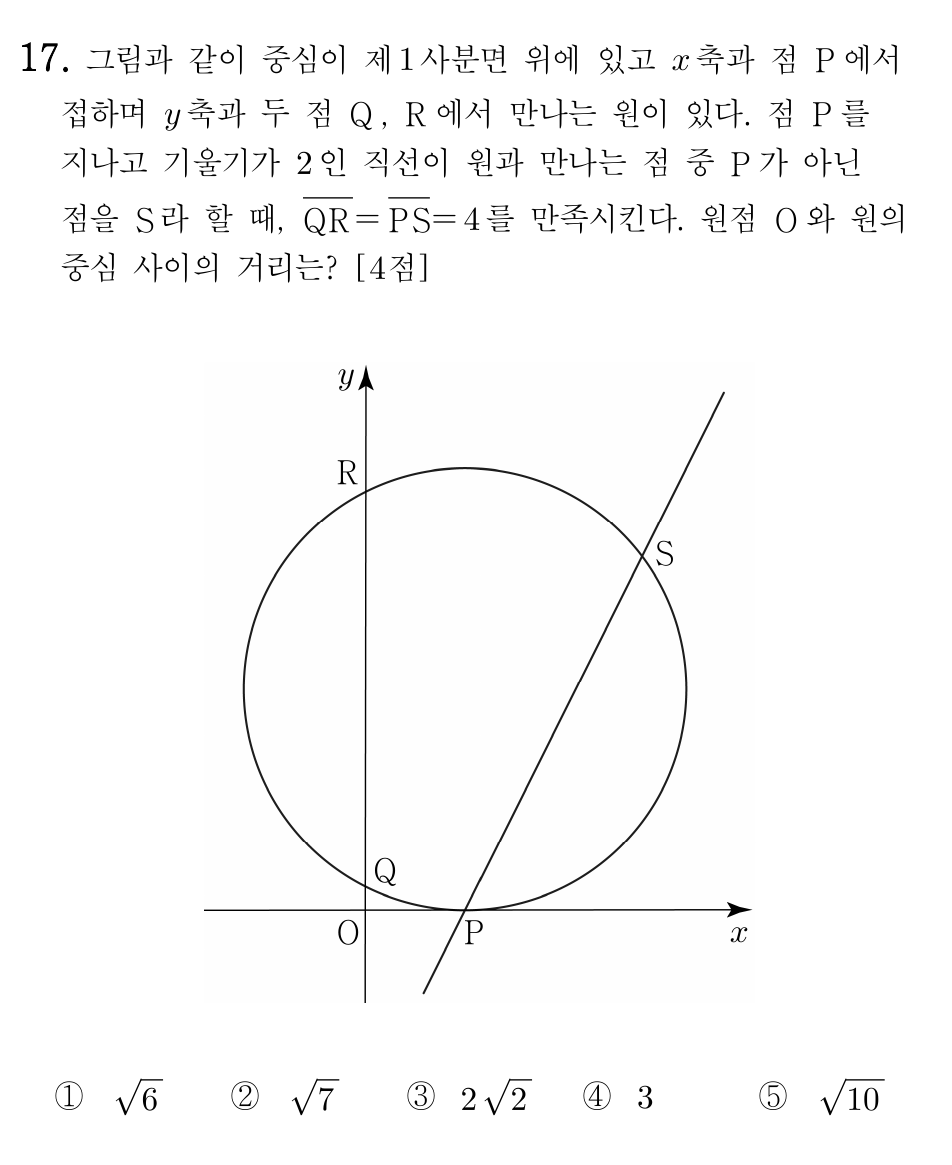 17. 그림과 같이 중심이 제1사분면 위에 있고 x축과 점 P에서
접하며 y축과 두 점 Q, R에서 만나는 원이 있다. 점 P를
지나고 기울기가 2인 직선이 원과 만나는 점 중 P가 아닌
점을 S라 할 때, \overline{QR}=\overline{PS}=4를 만족시킨다. 원점 O와 원의
중심 사이의 거리는? [4점]
y
R
S
Q
O
P
x
① √6 ② √7 ③ 2√2 ④ 3 ⑤ √10